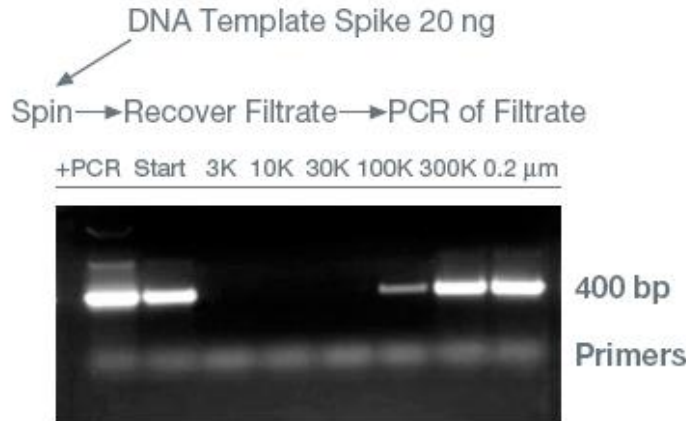 DNA Template Spike 20 ng
Spin Recover Filtrate PCR of Filtrate
+PCR Start 3K 10K 30K 100K 300K 0.2 µm
400 bp
Primers